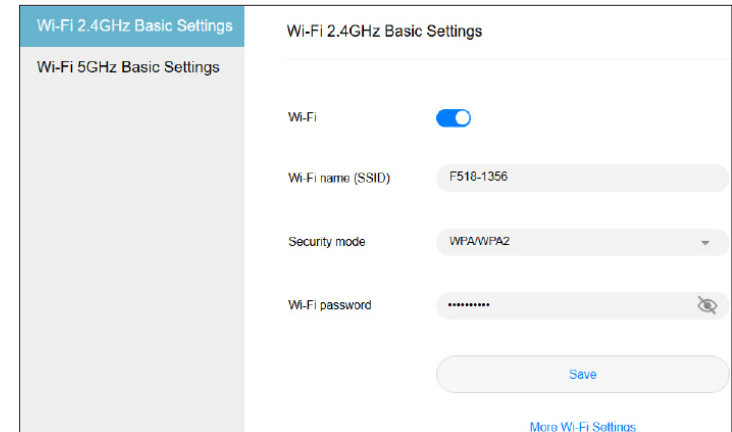 Wi-Fi 2.4GHz Basic Settings
Wi-Fi 5GHz Basic Settings
Wi-Fi 2.4GHz Basic Settings
Wi-Fi
Wi-Fi name (SSID) F518-1356
Security mode WPA/WPA2
Wi-Fi password ••••••••••
Save
More Wi-Fi Settings